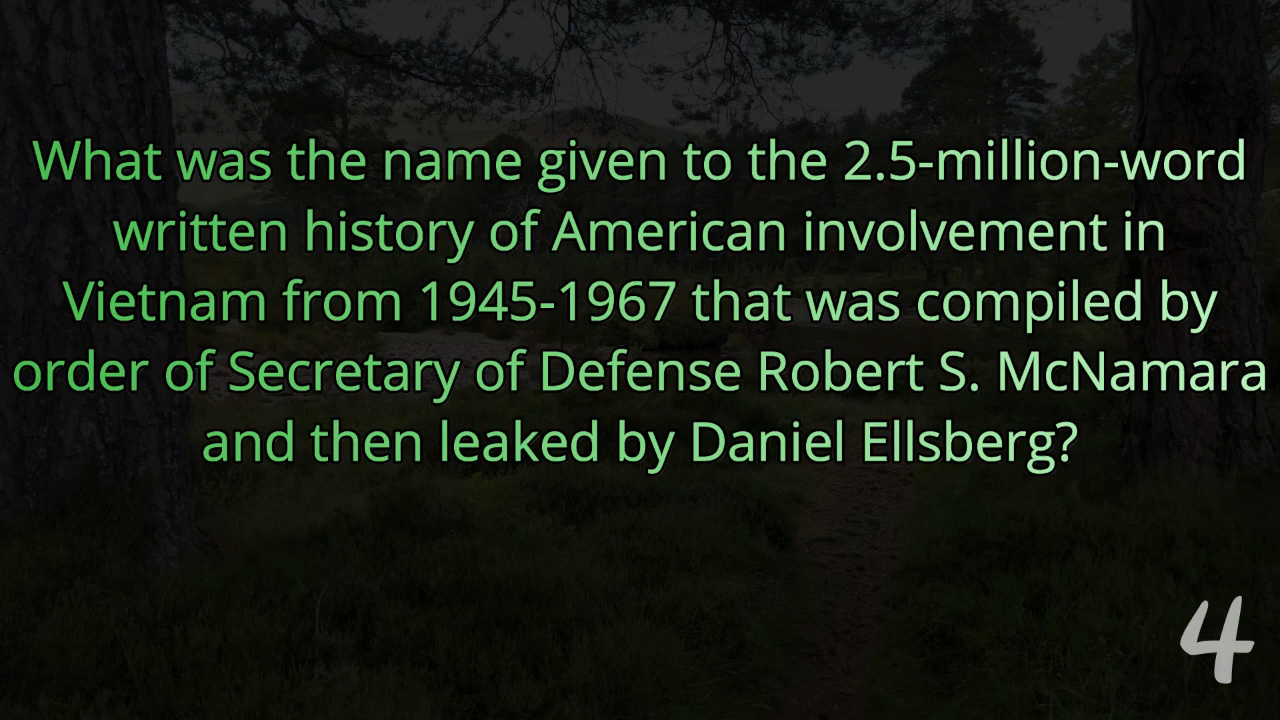 What was the name given to the 2.5-million-word
written history of American involvement in
Vietnam from 1945-1967 that was compiled by
order of Secretary of Defense Robert S. McNamara
and then leaked by Daniel Ellsberg?
4